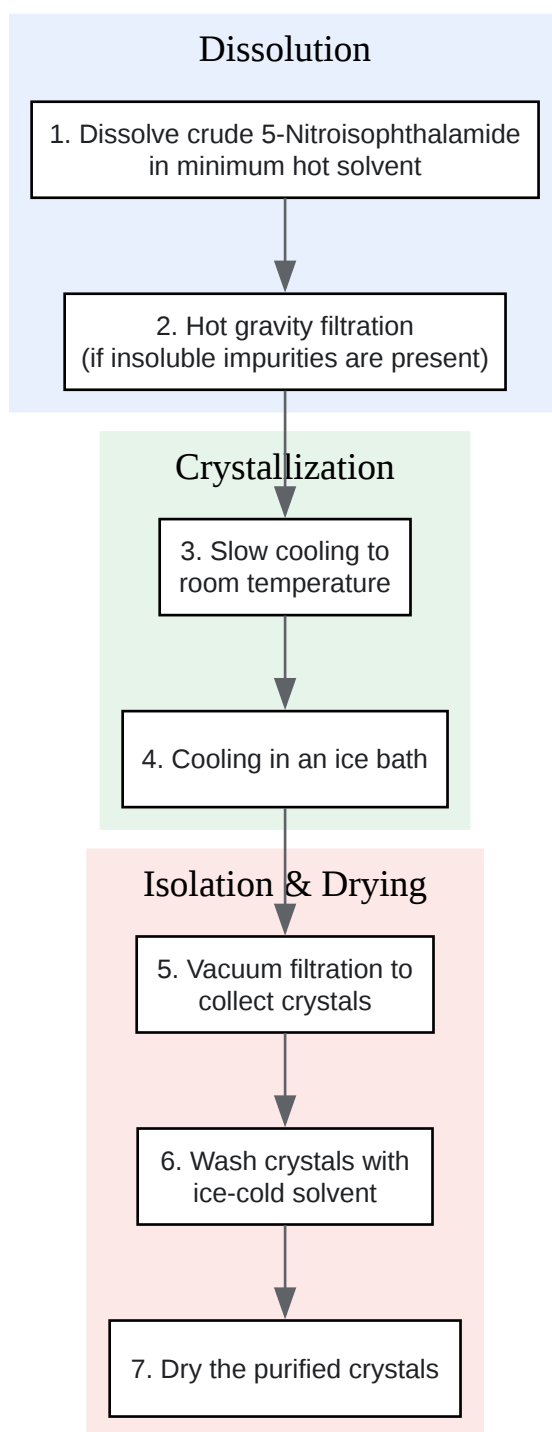 Dissolution
1. Dissolve crude 5-Nitroisophthalamide
in minimum hot solvent
2. Hot gravity filtration
(if insoluble impurities are present)
Crystallization
3. Slow cooling to
room temperature
4. Cooling in an ice bath
Isolation & Drying
5. Vacuum filtration to
collect crystals
6. Wash crystals with
ice-cold solvent
7. Dry the purified crystals